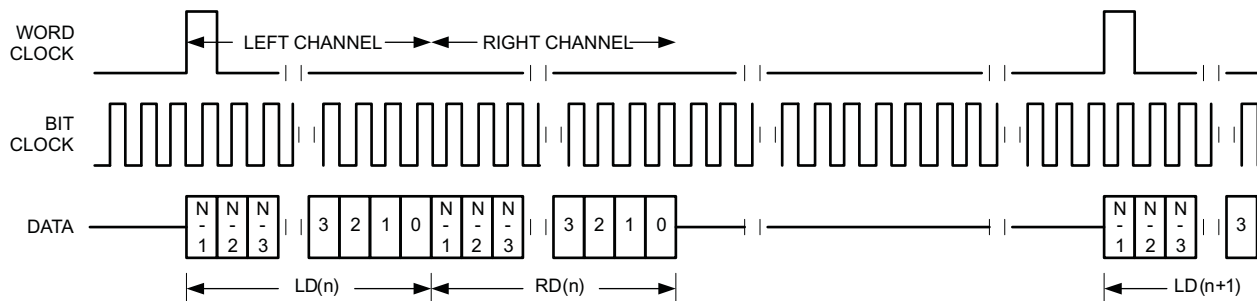 WORD
CLOCK
LEFT CHANNEL
RIGHT CHANNEL
BIT
CLOCK
DATA
N-1 N-2 N-3 3 2 1 0 N-1 N-2 N-3 3 2 1 0 N-1 N-2 N-3 3
LD(n)
RD(n)
LD(n+1)